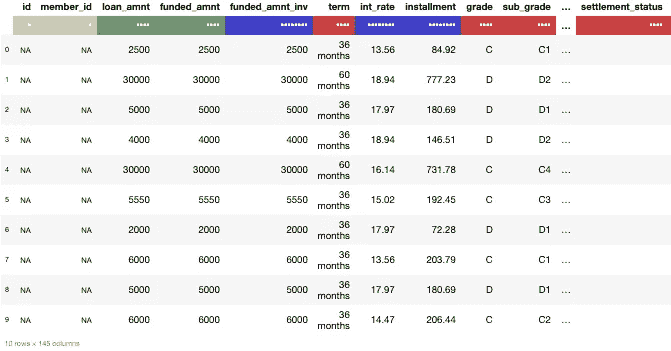 id member_id loan_amnt funded_amnt funded_amnt_inv term int_rate installment grade sub_grade ... settlement_status
...
0 NA NA 2500 2500 2500 36 months 13.56 84.92 C C1 ...
1 NA NA 30000 30000 30000 60 months 18.94 777.23 D D2 ...
2 NA NA 5000 5000 5000 36 months 17.97 180.69 D D1 ...
3 NA NA 4000 4000 4000 36 months 18.94 146.51 D D2 ...
4 NA NA 30000 30000 30000 60 months 16.14 731.78 C C4 ...
5 NA NA 5550 5550 5550 36 months 15.02 192.45 C C3 ...
6 NA NA 2000 2000 2000 36 months 17.97 72.28 D D1 ...
7 NA NA 6000 6000 6000 36 months 13.56 203.79 C C1 ...
8 NA NA 5000 5000 5000 36 months 17.97 180.69 D D1 ...
9 NA NA 6000 6000 6000 36 months 14.47 206.44 C C2 ...
10 rows × 145 columns